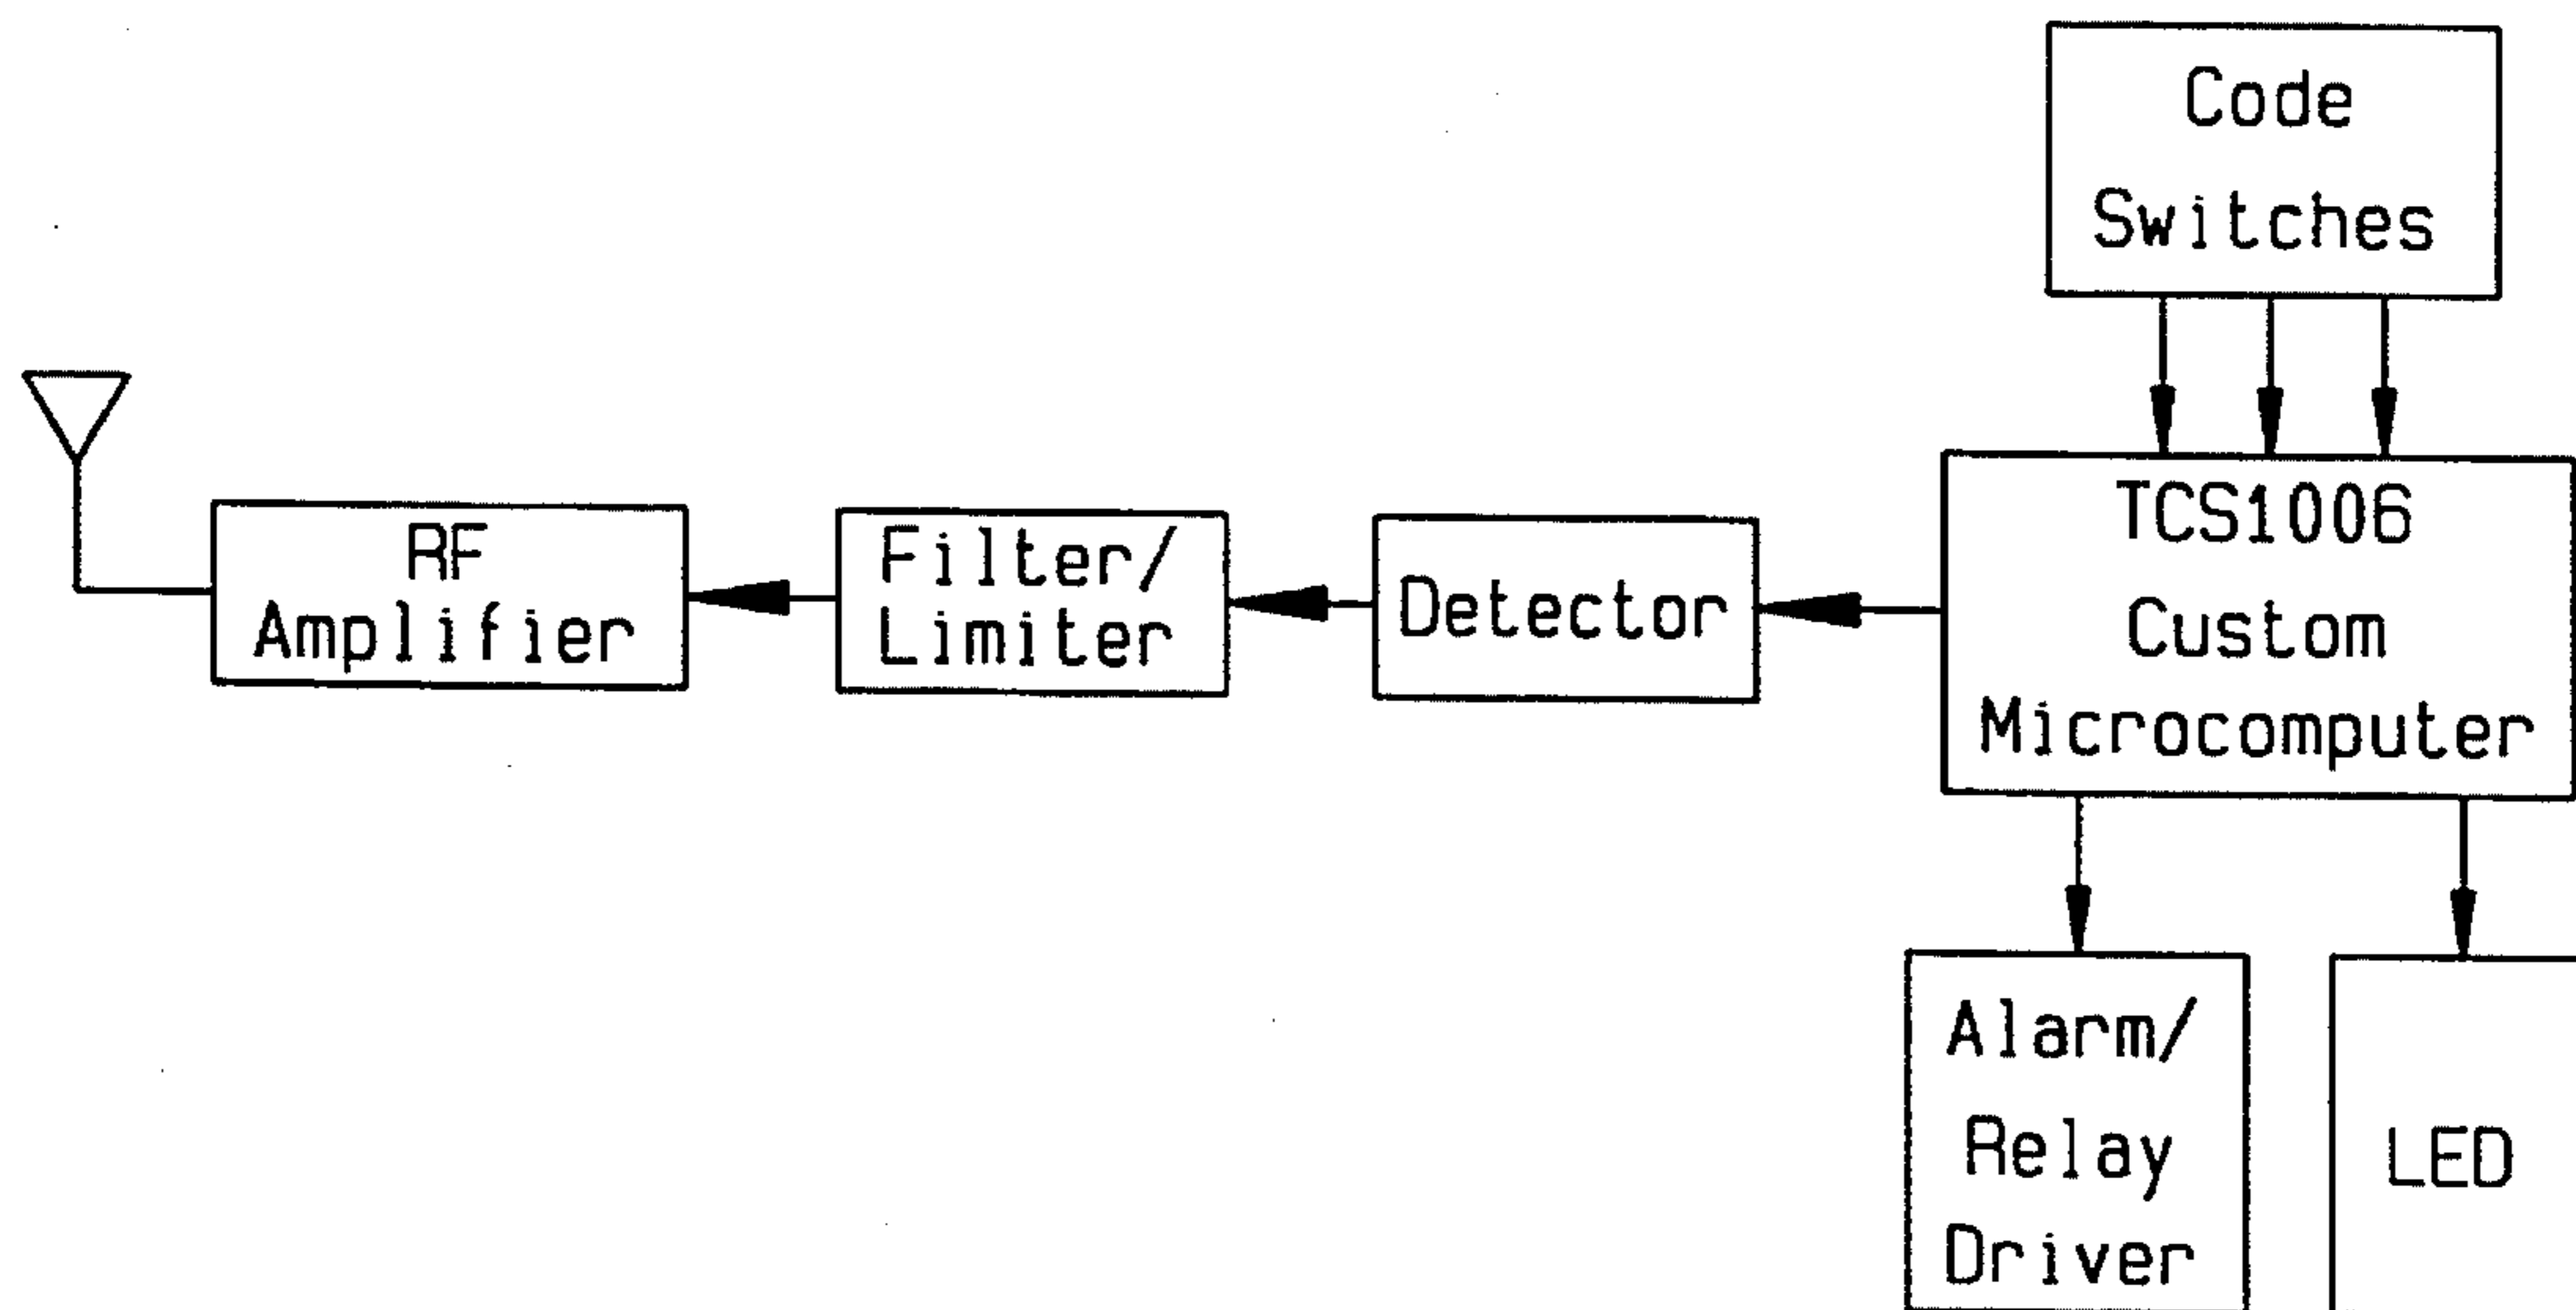 Code
Switches
RF
Amplifier
Filter/
Limiter
Detector
TCS1006
Custom
Microcomputer
Alarm/
Relay
Driver
LED